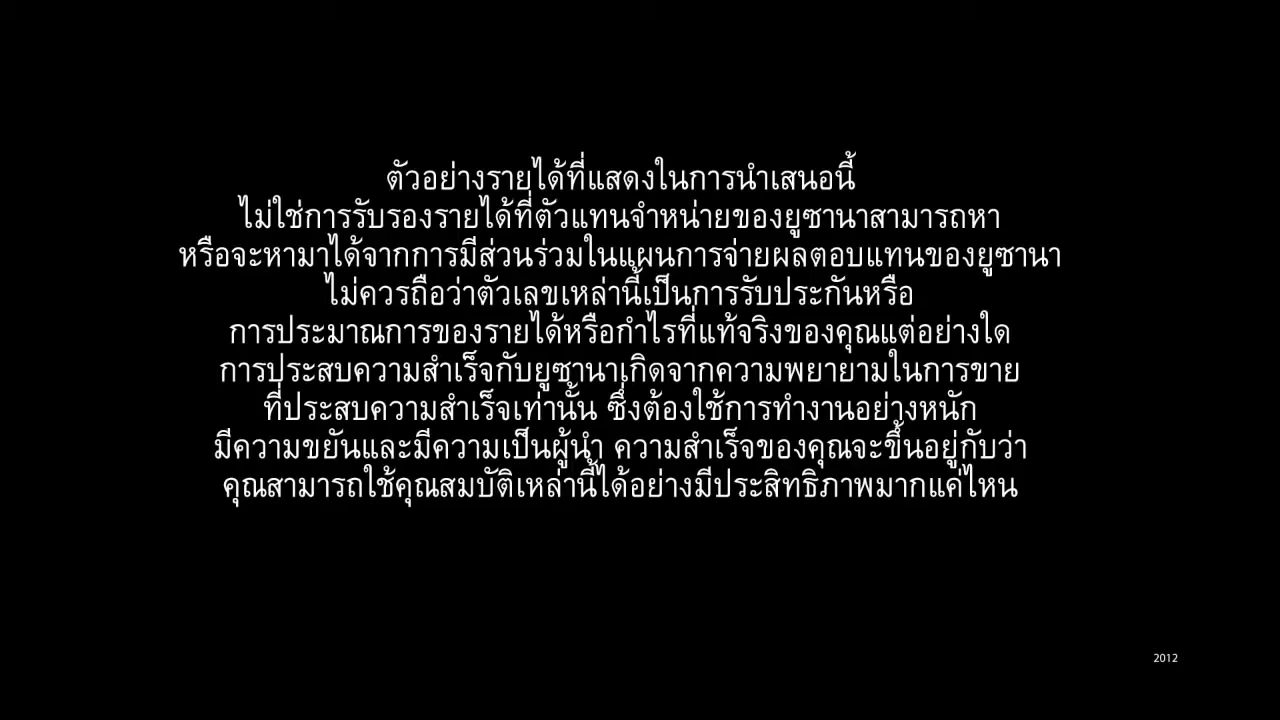 ตัวอย่างรายได้ที่แสดงในการนำเสนอนี้
ไม่ใช่การรับรองรายได้ที่ตัวแทนจำหน่ายของยูซานาสามารถหา
หรือจะหามาได้จากการมีส่วนร่วมในแผนการจ่ายผลตอบแทนของยูซานา
ไม่ควรถือว่าตัวเลขเหล่านี้เป็นการรับประกันหรือ
การประมาณการของรายได้หรือกำไรที่แท้จริงของคุณแต่อย่างใด
การประสบความสำเร็จกับยูซานาเกิดจากความพยายามในการขาย
ที่ประสบความสำเร็จเท่านั้น ซึ่งต้องใช้การทำงานอย่างหนัก
มีความขยันและมีความเป็นผู้นำ ความสำเร็จของคุณจะขึ้นอยู่กับว่า
คุณสามารถใช้คุณสมบัติเหล่านี้ได้อย่างมีประสิทธิภาพมากแค่ไหน
2012